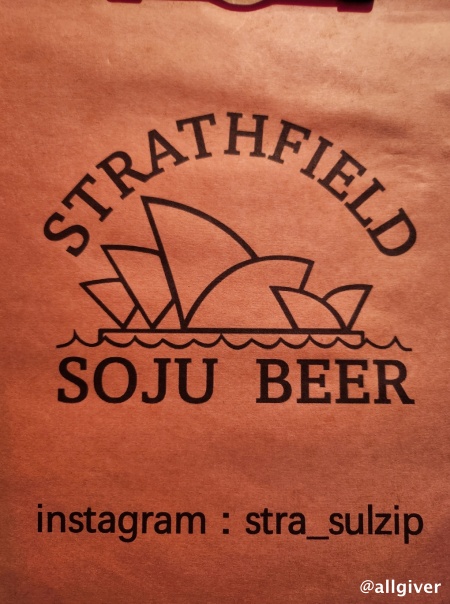 STRATHFIELD
SOJU BEER
instagram : stra_sulzip
@allgiver